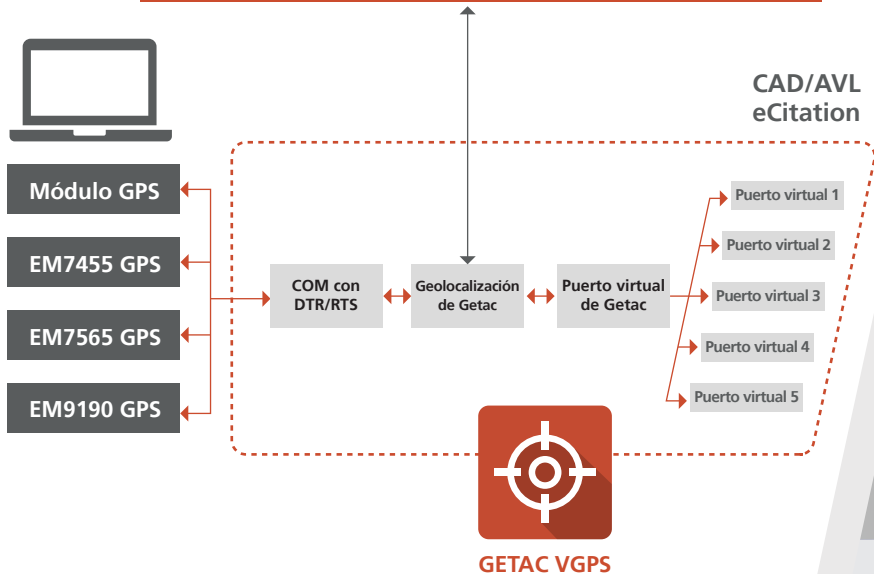 CAD/AVL
eCitation
Módulo GPS
EM7455 GPS
EM7565 GPS
EM9190 GPS
COM con
DTR/RTS
Geolocalización
de Getac
Puerto virtual
de Getac
Puerto virtual 1
Puerto virtual 2
Puerto virtual 3
Puerto virtual 4
Puerto virtual 5
GETAC VGPS